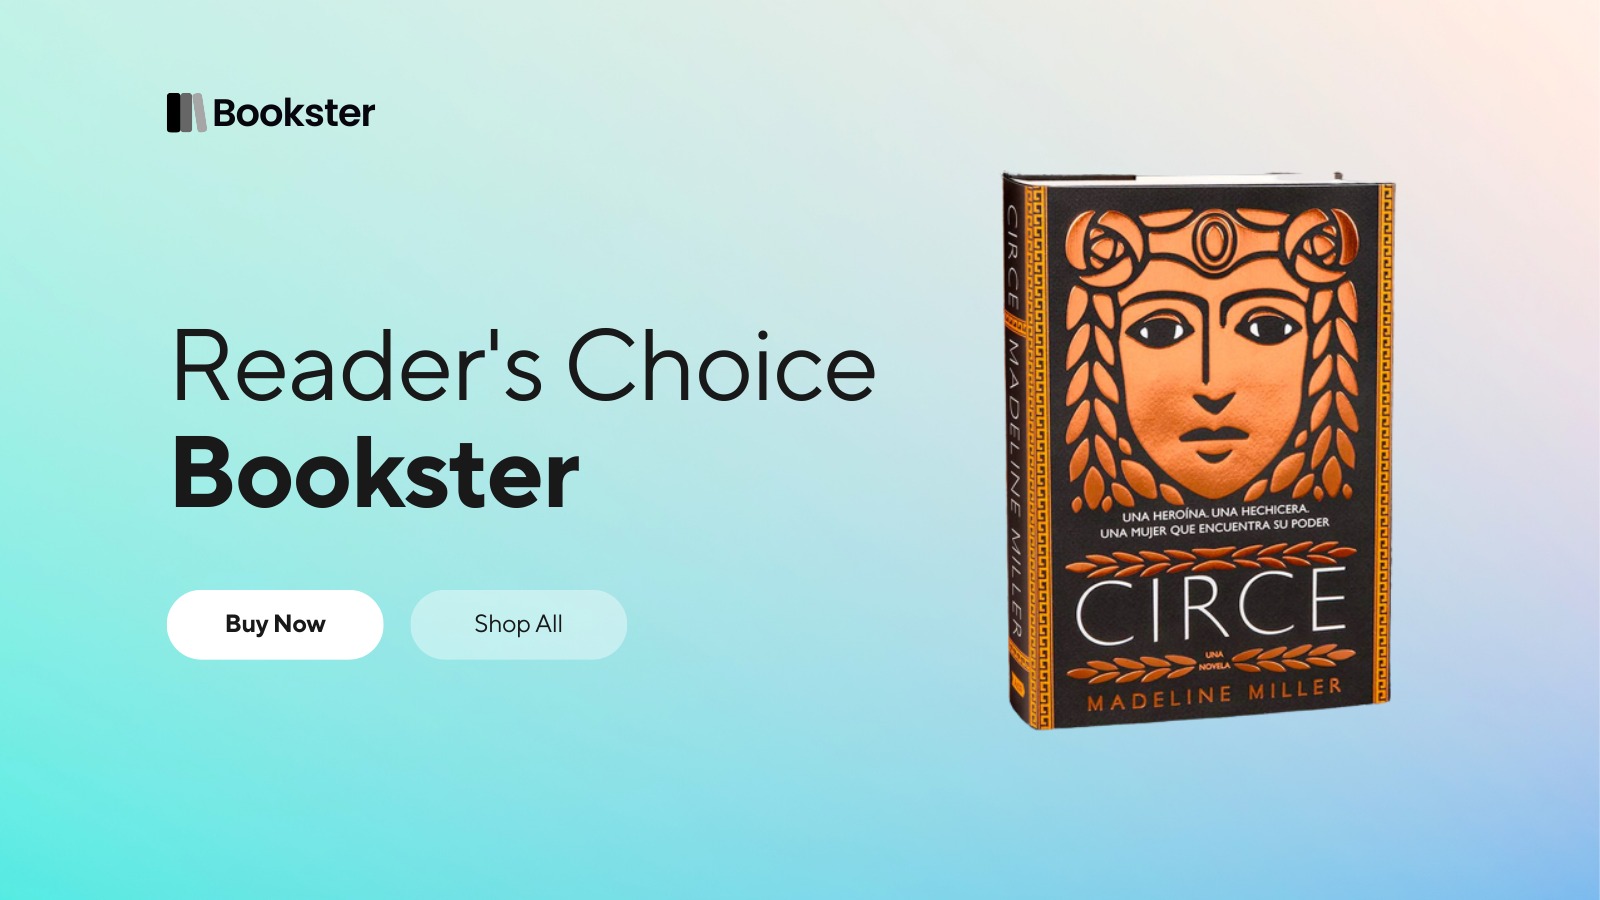 Bookster
Reader's Choice
Bookster
Buy Now
Shop All
CIRCE MADELINE MILLER
UNA HEROÍNA. UNA HECHICERA.
UNA MUJER QUE ENCUENTRA SU PODER
CIRCE
UNA
NOVELA
MADELINE MILLER